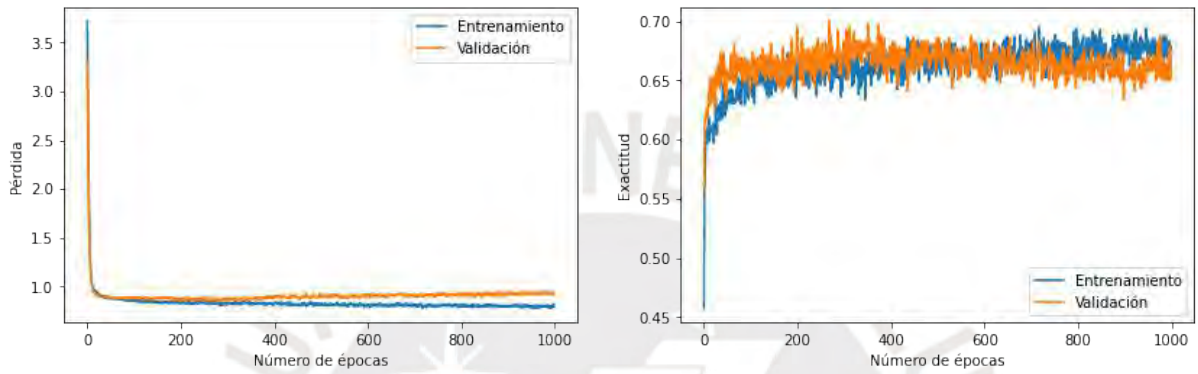 3.5
3.0
2.5
2.0
1.5
1.0
Pérdida
0 200 400 600 800 1000
Número de épocas
Entrenamiento
Validación
0.70
0.65
0.60
0.55
0.50
0.45
Exactitud
0 200 400 600 800 1000
Número de épocas
Entrenamiento
Validación